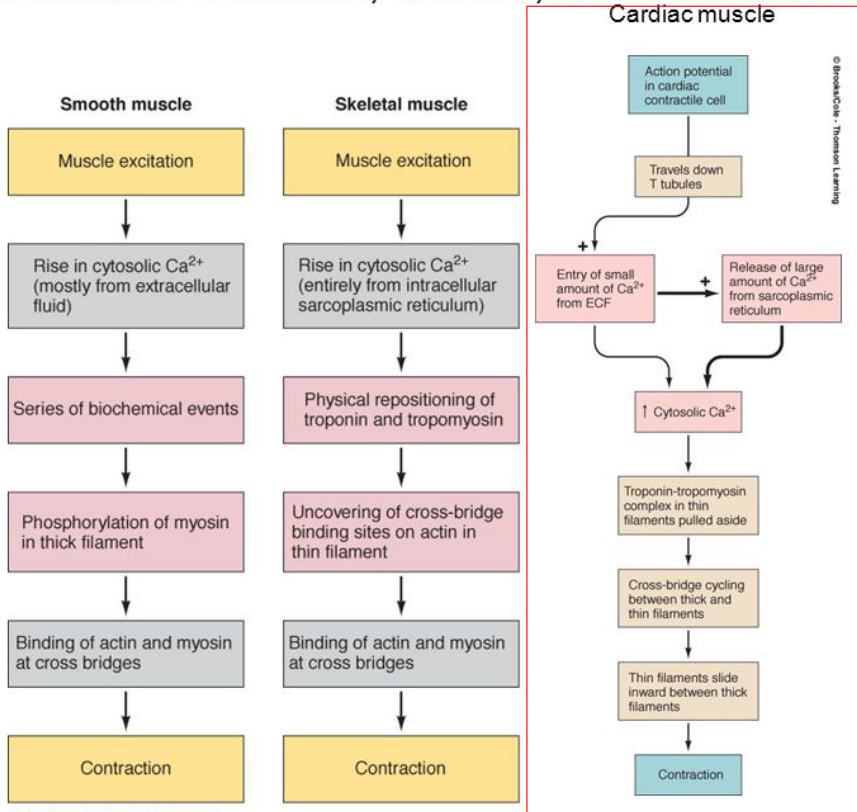 Cardiac muscle
Smooth muscle
Muscle excitation
Rise in cytosolic Ca2+
(mostly from extracellular
fluid)
Series of biochemical events
Phosphorylation of myosin
in thick filament
Binding of actin and myosin
at cross bridges
Contraction
Skeletal muscle
Muscle excitation
Rise in cytosolic Ca2+
(entirely from intracellular
sarcoplasmic reticulum)
Physical repositioning of
troponin and tropomyosin
Uncovering of cross-bridge
binding sites on actin in
thin filament
Binding of actin and myosin
at cross bridges
Contraction
Action potential
in cardiac
contractile cell
Travels down
T tubules
+
Entry of small
amount of Ca2+
from ECF
+
Release of large
amount of Ca2+
from sarcoplasmic
reticulum
↑ Cytosolic Ca2+
Troponin-tropomyosin
complex in thin
filaments pulled aside
Cross-bridge cycling
between thick and
thin filaments
Thin filaments slide
inward between thick
filaments
Contraction
© Brooks/Cole - Thomson Learning